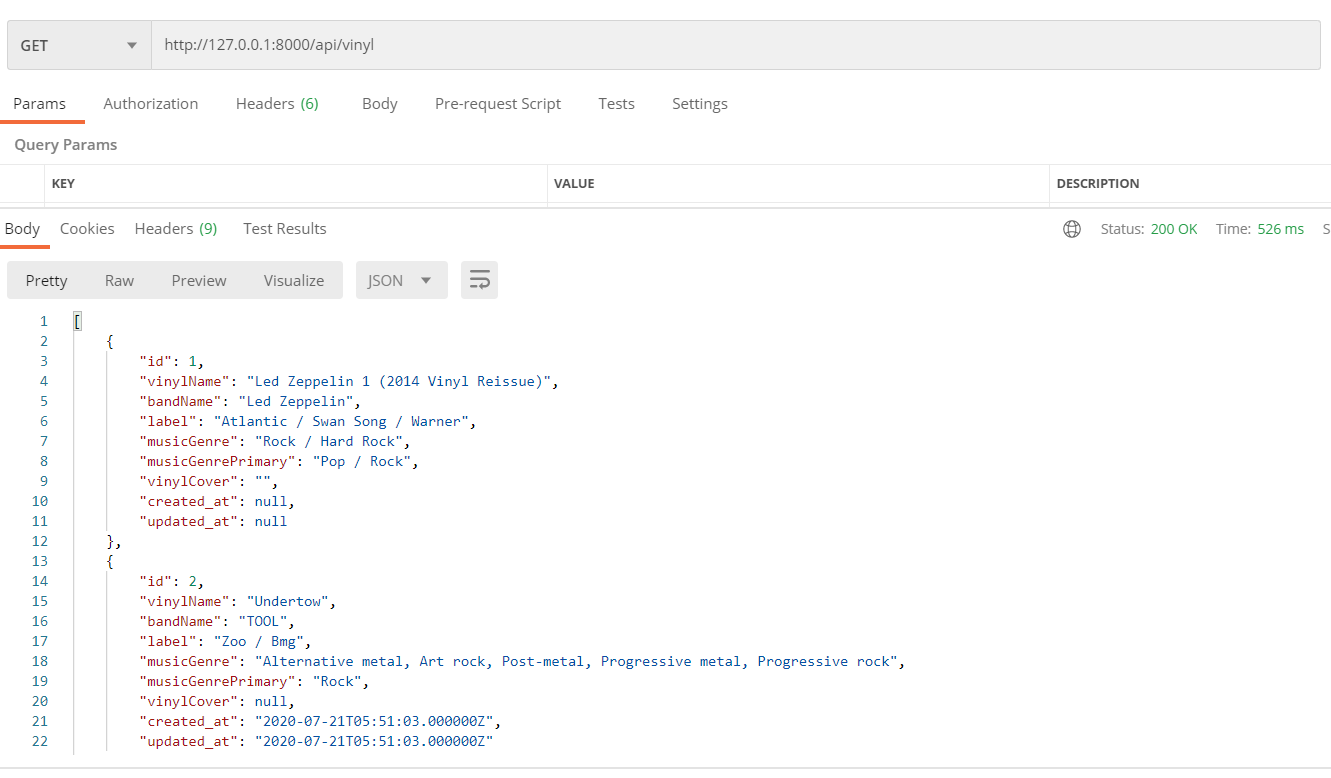 GET http://127.0.0.1:8000/api/vinyl
Params Authorization Headers (6) Body Pre-request Script Tests Settings
Query Params
KEY VALUE DESCRIPTION
Body Cookies Headers (9) Test Results Status: 200 OK Time: 526 ms S
Pretty Raw Preview Visualize JSON
1 [
2 {
3 "id": 1,
4 "vinylName": "Led Zeppelin 1 (2014 Vinyl Reissue)",
5 "bandName": "Led Zeppelin",
6 "label": "Atlantic / Swan Song / Warner",
7 "musicGenre": "Rock / Hard Rock",
8 "musicGenrePrimary": "Pop / Rock",
9 "vinylCover": "",
10 "created_at": null,
11 "updated_at": null
12 },
13 {
14 "id": 2,
15 "vinylName": "Undertow",
16 "bandName": "TOOL",
17 "label": "Zoo / Bmg",
18 "musicGenre": "Alternative metal, Art rock, Post-metal, Progressive metal, Progressive rock",
19 "musicGenrePrimary": "Rock",
20 "vinylCover": null,
21 "created_at": "2020-07-21T05:51:03.000000Z",
22 "updated_at": "2020-07-21T05:51:03.000000Z"